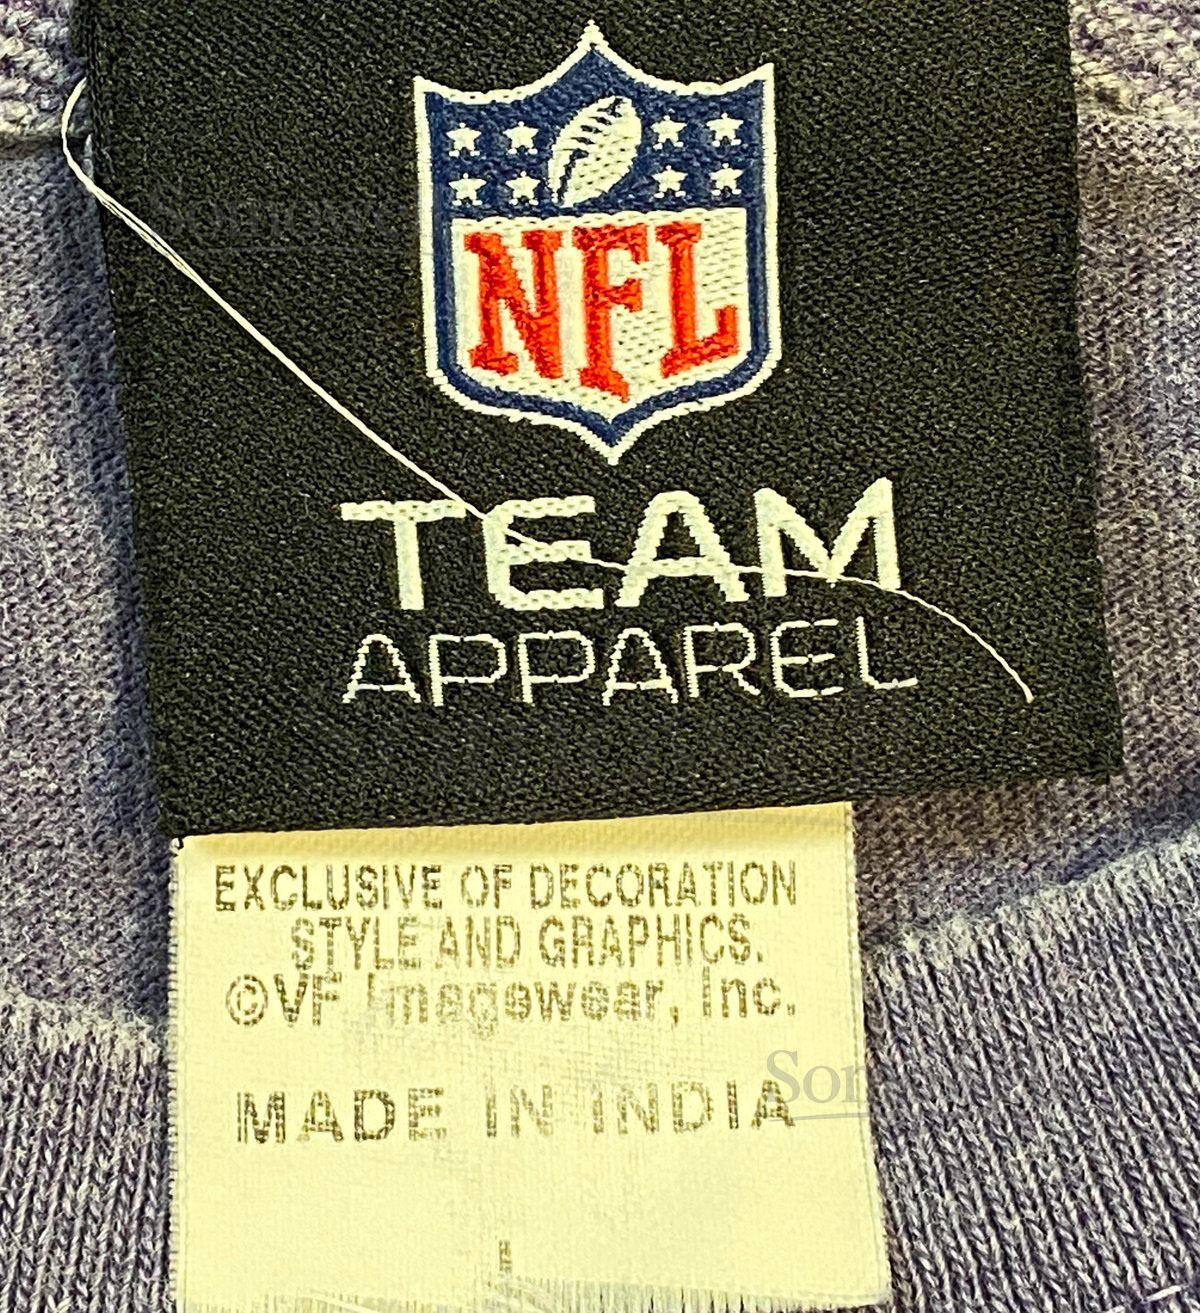 NFL
TEAM
APPAREL
EXCLUSIVE OF DECORATION
STYLE AND GRAPHICS.
©VF Imagewear, Inc.
MADE IN INDIA
L